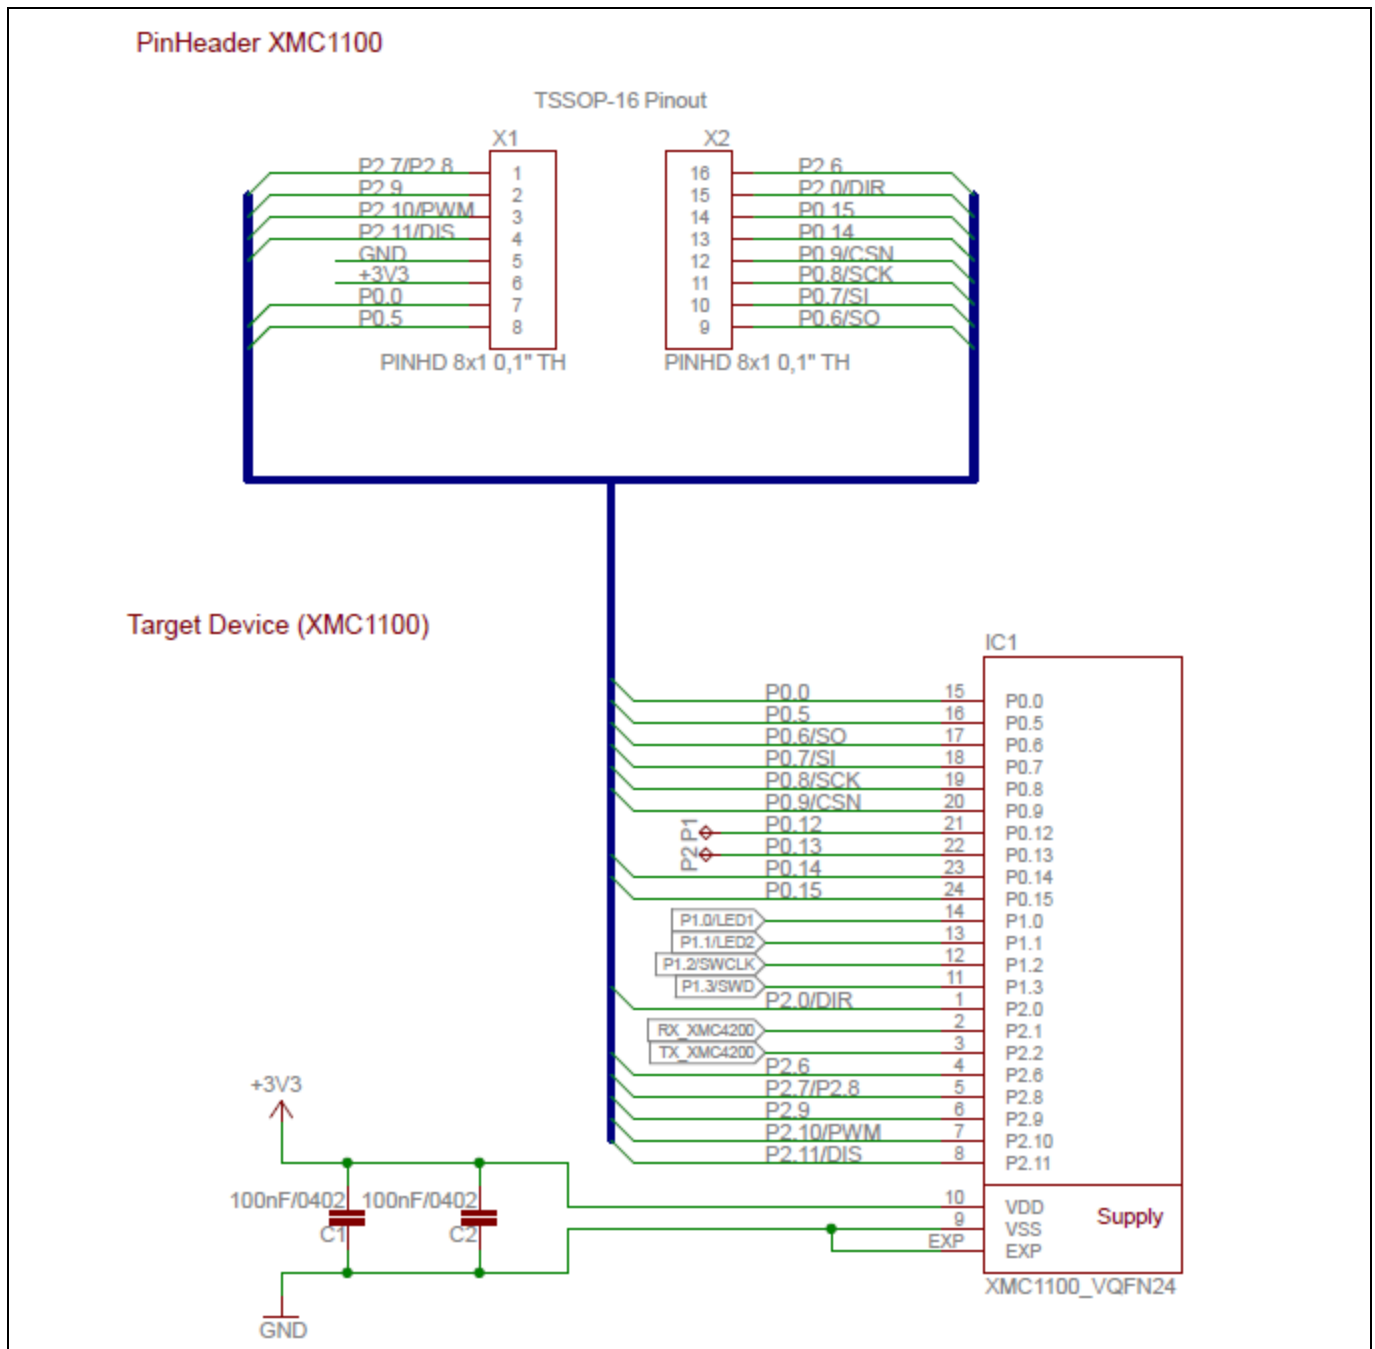 PinHeader XMC1100
TSSOP-16 Pinout
X1
X2
P2.7/P2.8 1
P2.9 2
P2.10/PWM 3
P2.11/DIS 4
GND 5
+3V3 6
P0.0 7
P0.5 8
PINHD 8x1 0,1" TH
16 P2.6
15 P2.0/DIR
14 P0.15
13 P0.14
12 P0.9/CSN
11 P0.8/SCK
10 P0.7/SI
9 P0.6/SO
PINHD 8x1 0,1" TH
Target Device (XMC1100)
IC1
P0.0 15 P0.0
P0.5 16 P0.5
P0.6/SO 17 P0.6
P0.7/SI 18 P0.7
P0.8/SCK 19 P0.8
P0.9/CSN 20 P0.9
P1 P0.12 21 P0.12
P2 P0.13 22 P0.13
P0.14 23 P0.14
P0.15 24 P0.15
P1.0/LED1 14 P1.0
P1.1/LED2 13 P1.1
P1.2/SWCLK 12 P1.2
P1.3/SWD 11 P1.3
P2.0/DIR 1 P2.0
RX_XMC4200 2 P2.1
TX_XMC4200 3 P2.2
P2.6 4 P2.6
P2.7/P2.8 5 P2.8
P2.9 6 P2.9
P2.10/PWM 7 P2.10
P2.11/DIS 8 P2.11
10 VDD
9 VSS
EXP EXP
Supply
XMC1100_VQFN24
+3V3
100nF/0402 100nF/0402
C1 C2
GND